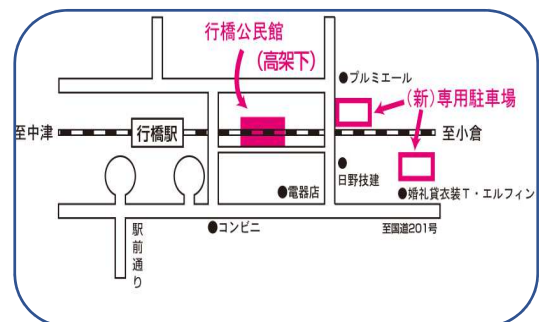 行橋公民館
(高架下)
●プルミエール
(新)専用駐車場
至中津
行橋駅
至小倉
●
日野技建
●電器店
●婚礼貸衣装T・エルフィン
駅前通り
●コンビニ
至国道201号